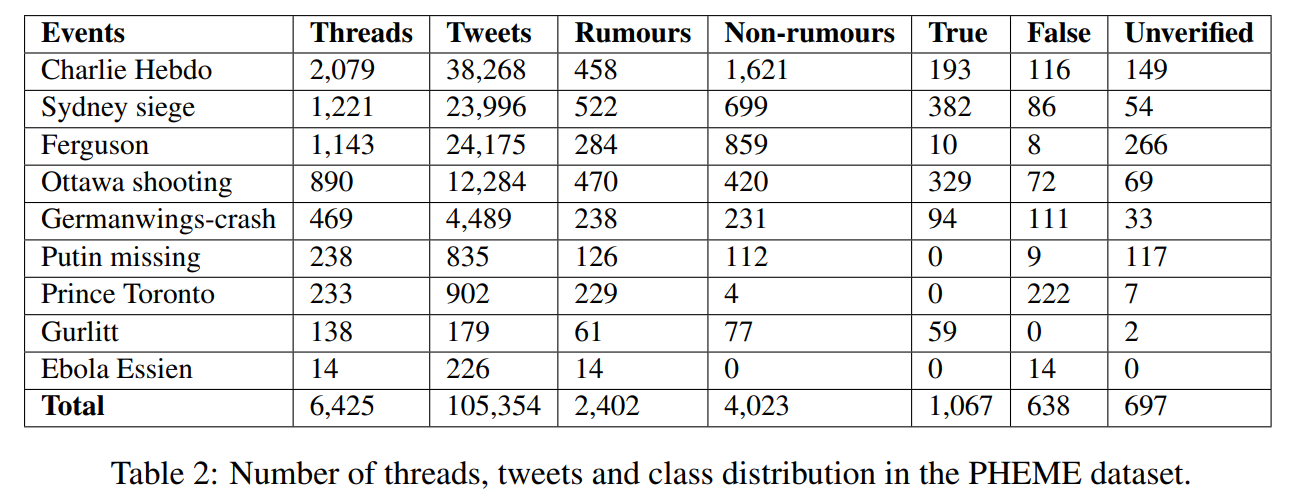 Events Threads Tweets Rumours Non-rumours True False Unverified
Charlie Hebdo 2,079 38,268 458 1,621 193 116 149
Sydney siege 1,221 23,996 522 699 382 86 54
Ferguson 1,143 24,175 284 859 10 8 266
Ottawa shooting 890 12,284 470 420 329 72 69
Germanwings-crash 469 4,489 238 231 94 111 33
Putin missing 238 835 126 112 0 9 117
Prince Toronto 233 902 229 4 0 222 7
Gurlitt 138 179 61 77 59 0 2
Ebola Essien 14 226 14 0 0 14 0
Total 6,425 105,354 2,402 4,023 1,067 638 697
Table 2: Number of threads, tweets and class distribution in the PHEME dataset.